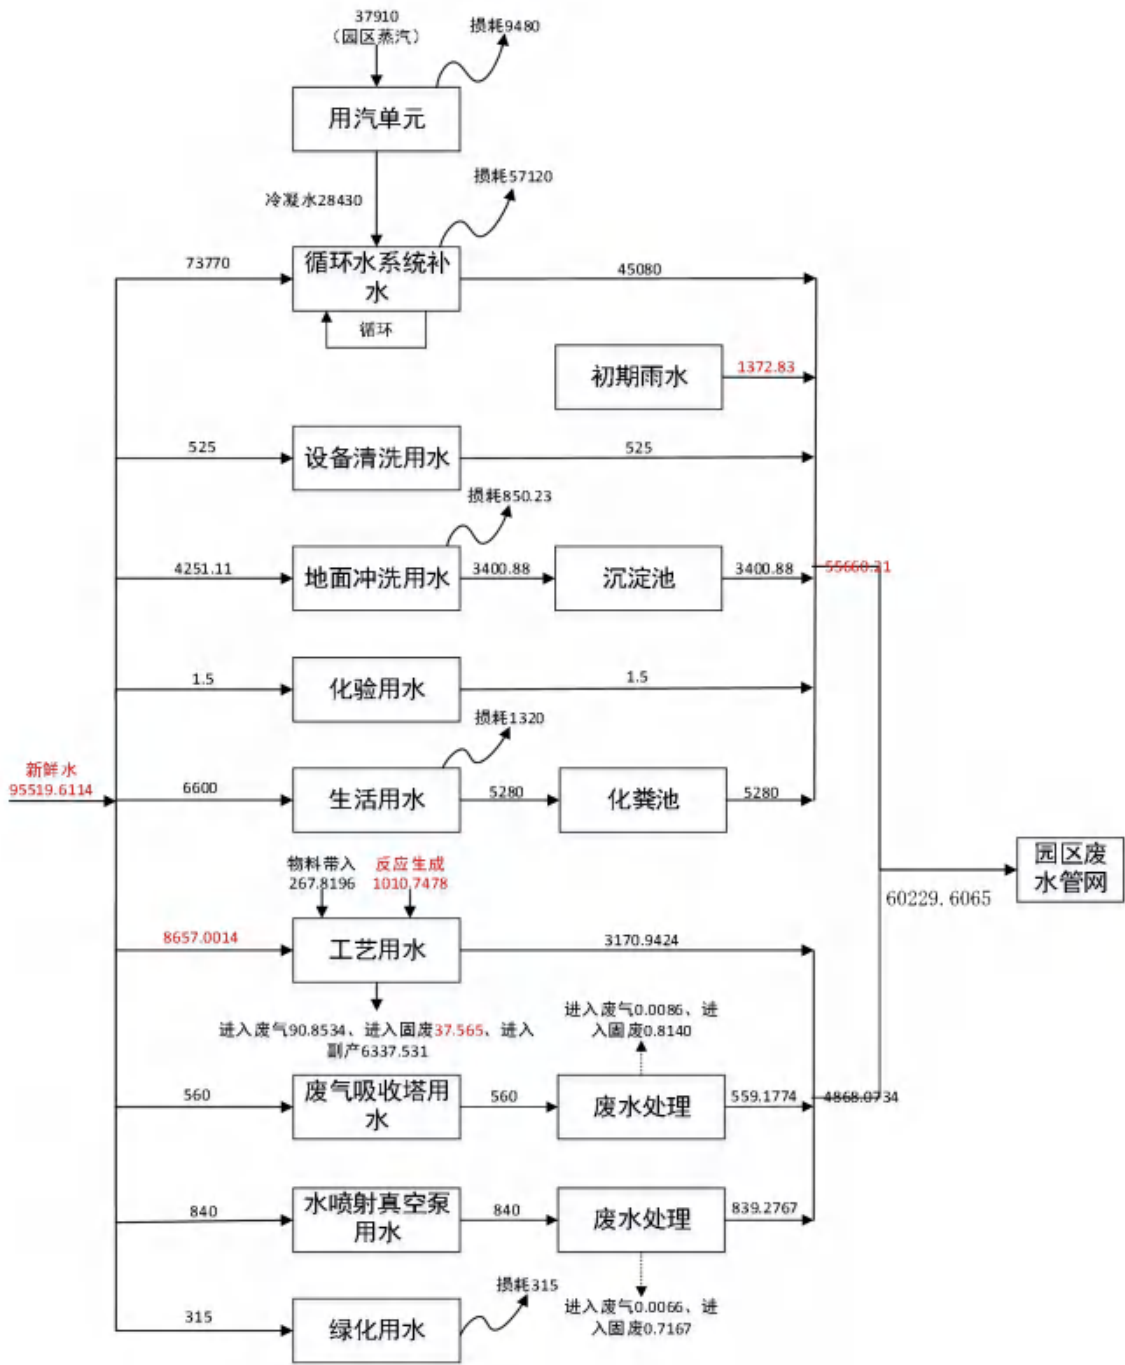 37910
（园区蒸汽）
损耗9480
用汽单元
冷凝水28430
损耗57120
73770
循环水系统补
水
45080
循环
初期雨水
1372.83
525
设备清洗用水
525
损耗850.23
4251.11
地面冲洗用水
3400.88
沉淀池
3400.88
55660.21
1.5
化验用水
1.5
损耗1320
新鲜水
95519.6114
6600
生活用水
5280
化粪池
5280
园区废
水管网
60229.6065
物料带入
267.8196
反应生成
1010.7478
8657.0014
工艺用水
3170.9424
进入废气90.8534、进入固废37.565、进入
副产6337.531
进入废气0.0086、进
入固废0.8140
560
废气吸收塔用
水
560
废水处理
559.1774
4868.0734
840
水喷射真空泵
用水
840
废水处理
839.2767
进入废气0.0066、进
入固废0.7167
315
绿化用水
损耗315